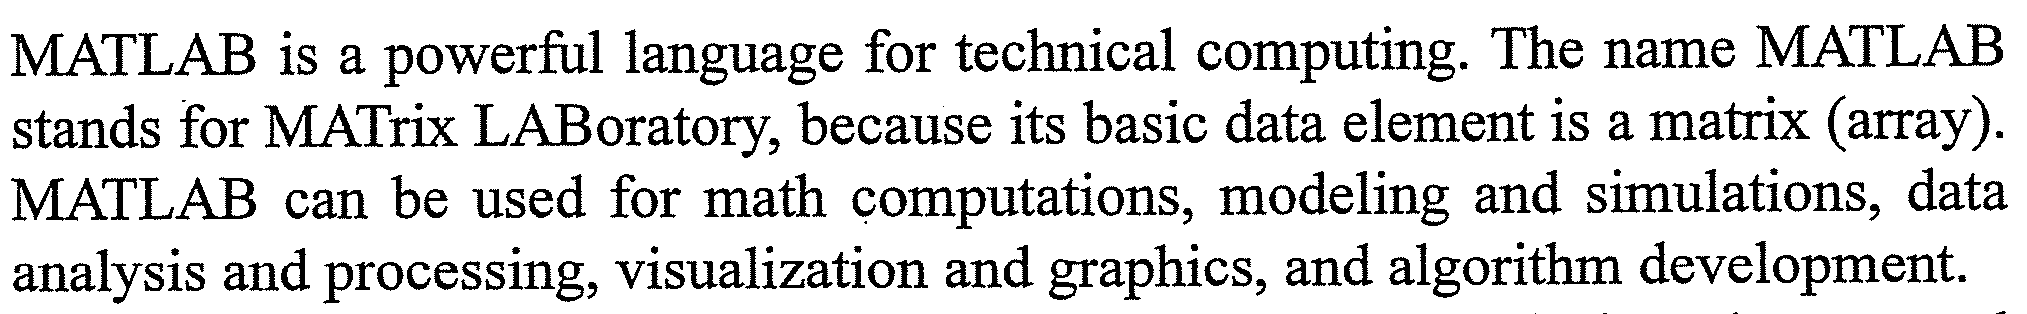 MATLAB is a powerful language for technical computing. The name MATLAB
stands for MATrix LABoratory, because its basic data element is a matrix (array).
MATLAB can be used for math computations, modeling and simulations, data
analysis and processing, visualization and graphics, and algorithm development.